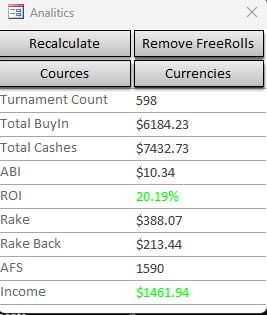 Analitics
Recalculate Remove FreeRolls
Cources Currencies
Turnament Count 598
Total BuyIn $6184.23
Total Cashes $7432.73
ABI $10.34
ROI 20.19%
Rake $388.07
Rake Back $213.44
AFS 1590
Income $1461.94